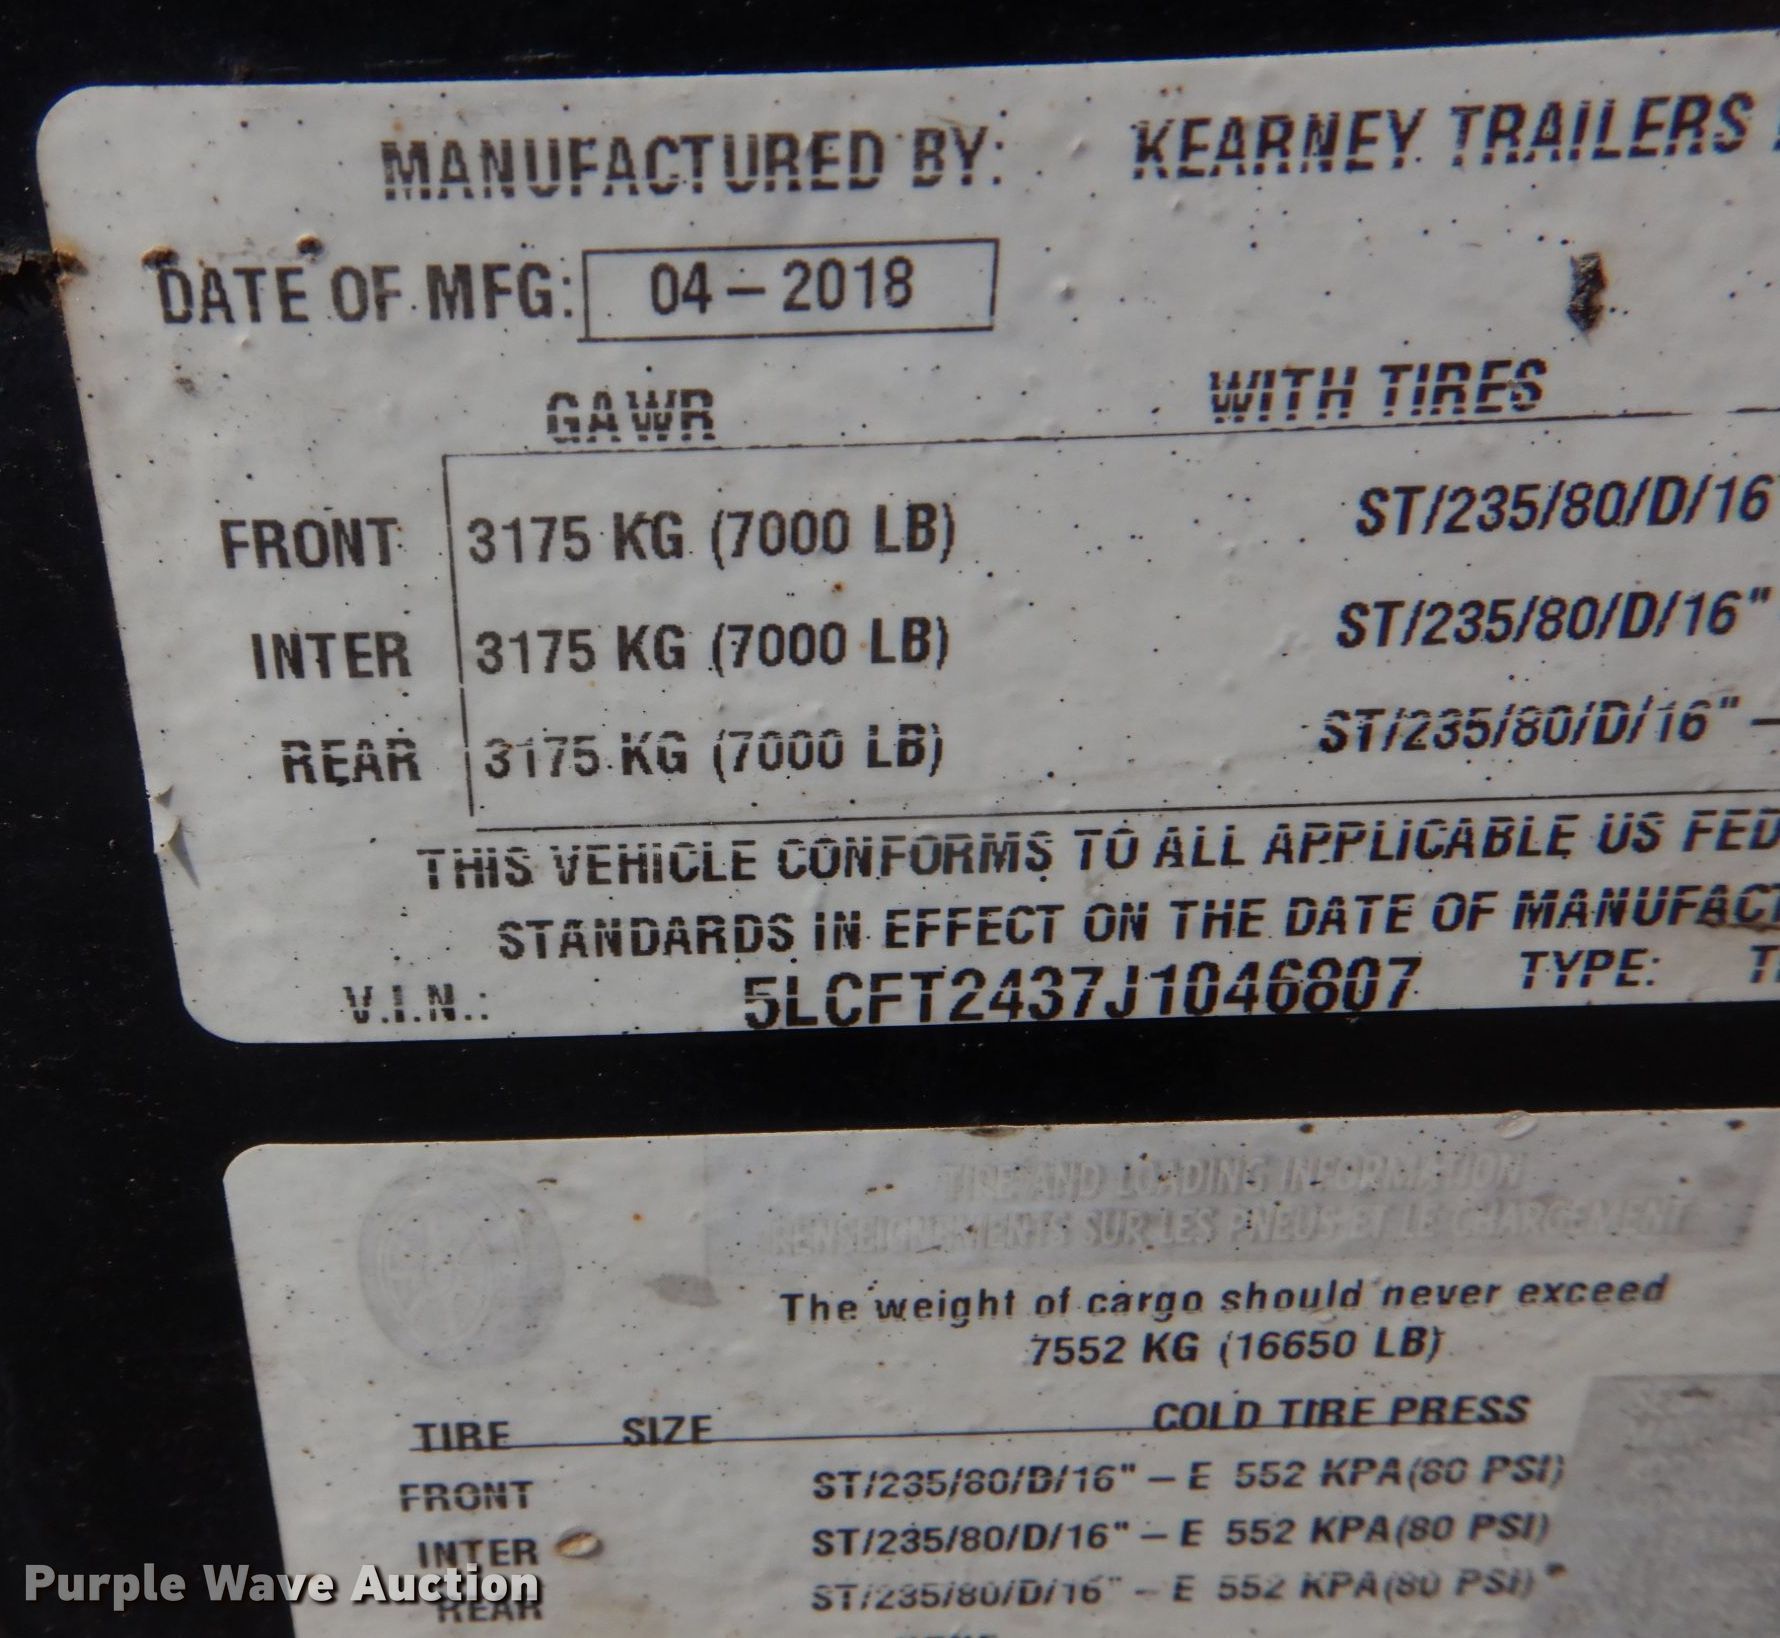 MANUFACTURED BY: KEARNEY TRAILERS
DATE OF MFG: 04 – 2018
GAWR WITH TIRES
FRONT 3175 KG (7000 LB) ST/235/80/D/16
INTER 3175 KG (7000 LB) ST/235/80/D/16"
REAR 3175 KG (7000 LB) ST/235/80/D/16" –
THIS VEHICLE CONFORMS TO ALL APPLICABLE US FED
STANDARDS IN EFFECT ON THE DATE OF MANUFACT
V.I.N.: 5LCFT2437J1046807 TYPE: T
TIRE AND LOADING INFORMATION
RENSEIGNEMENTS SUR LES PNEUS ET LE CHARGEMENT
The weight of cargo should never exceed
7552 KG (16650 LB)
TIRE SIZE COLD TIRE PRESS
FRONT ST/235/80/D/16" – E 552 KPA(80 PSI)
INTER ST/235/80/D/16" – E 552 KPA(80 PSI)
REAR ST/235/80/D/16" – E 552 KPA(80 PSI)
Purple Wave Auction